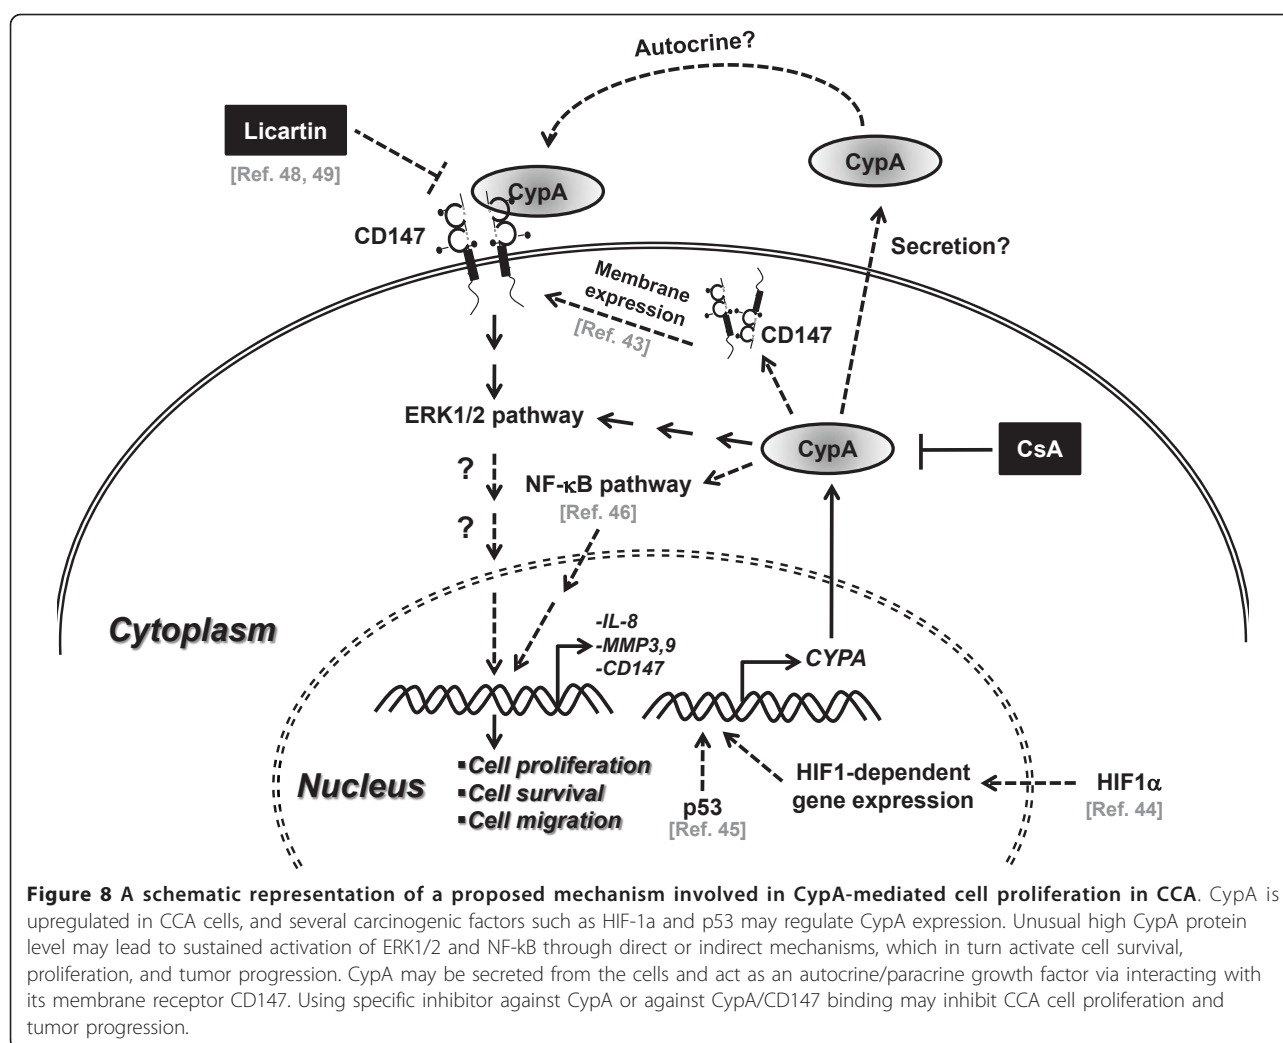 Autocrine?
Licartin
[Ref. 48, 49]
CypA
CypA
CD147
Secretion?
Membrane
expression
[Ref. 43]
CD147
ERK1/2 pathway
CypA
CsA
?
NF-κB pathway
[Ref. 46]
?
Cytoplasm
-IL-8
-MMP3,9
-CD147
CYPA
Nucleus
▪Cell proliferation
▪Cell survival
▪Cell migration
p53
[Ref. 45]
HIF1-dependent
gene expression
HIF1α
[Ref. 44]
Figure 8 A schematic representation of a proposed mechanism involved in CypA-mediated cell proliferation in CCA. CypA is
upregulated in CCA cells, and several carcinogenic factors such as HIF-1a and p53 may regulate CypA expression. Unusual high CypA protein
level may lead to sustained activation of ERK1/2 and NF-kB through direct or indirect mechanisms, which in turn activate cell survival,
proliferation, and tumor progression. CypA may be secreted from the cells and act as an autocrine/paracrine growth factor via interacting with
its membrane receptor CD147. Using specific inhibitor against CypA or against CypA/CD147 binding may inhibit CCA cell proliferation and
tumor progression.